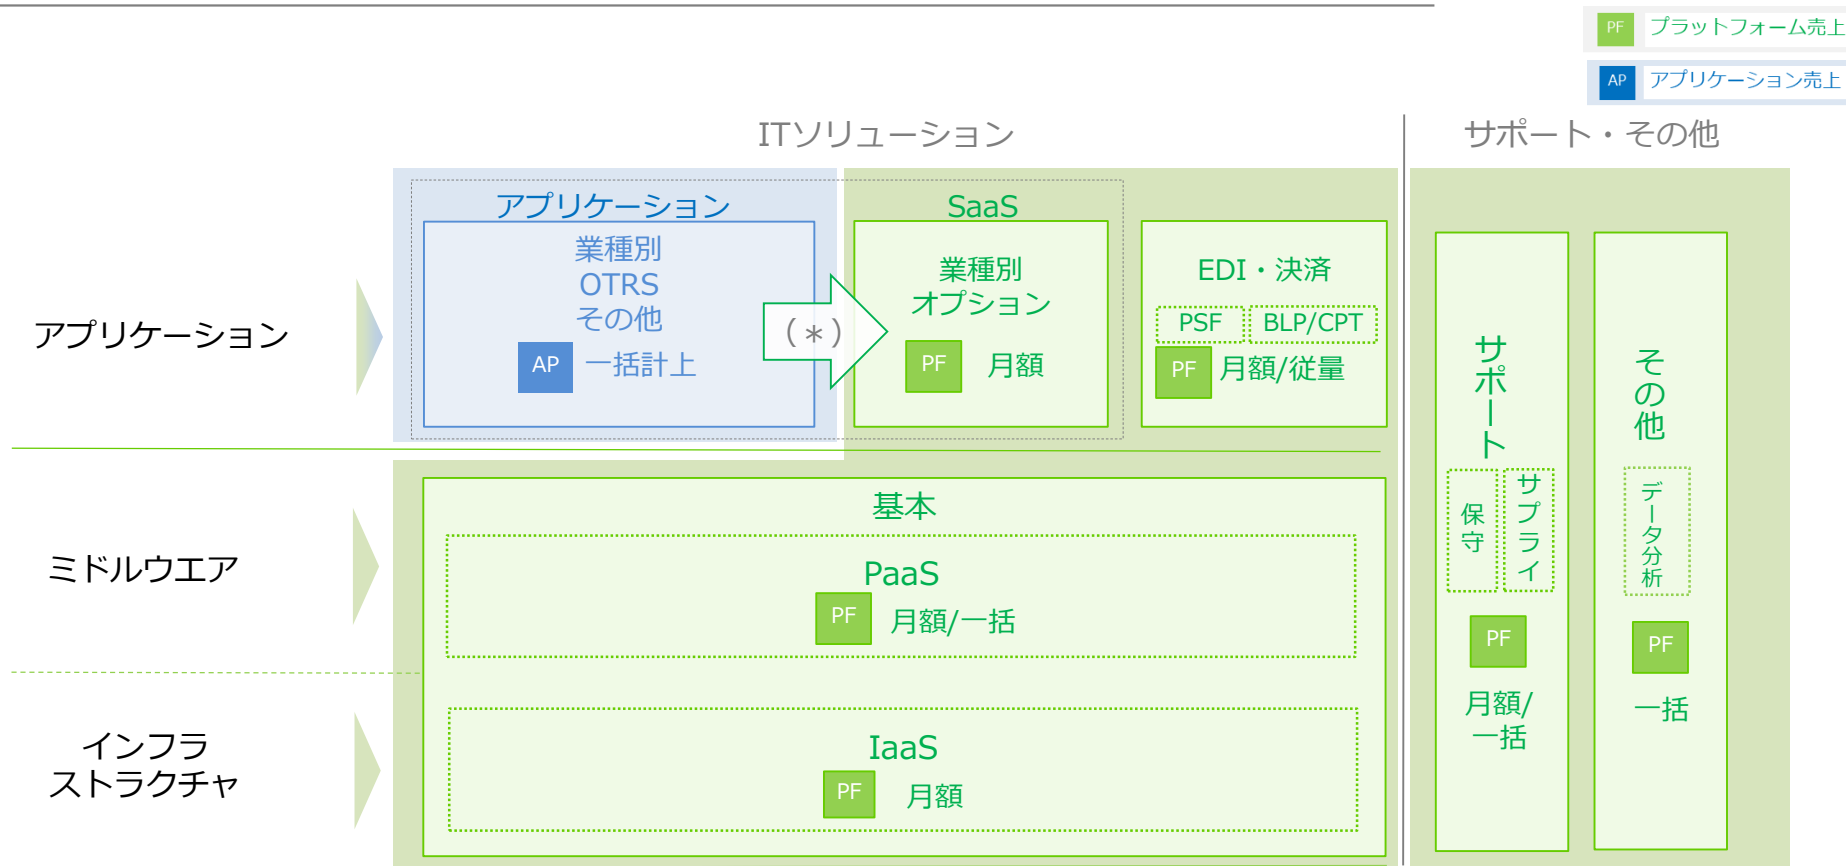 PF プラットフォーム売上
AP アプリケーション売上
ITソリューション
サポート・その他
アプリケーション
アプリケーション
業種別
OTRS
その他
AP 一括計上
(*)
SaaS
業種別
オプション
PF 月額
EDI・決済
PSF BLP/CPT
PF 月額/従量
ミドルウエア
基本
PaaS
PF 月額/一括
インフラ
ストラクチャ
IaaS
PF 月額
サポート
保守
サプライ
PF
月額/
一括
その他
データ分析
PF
一括